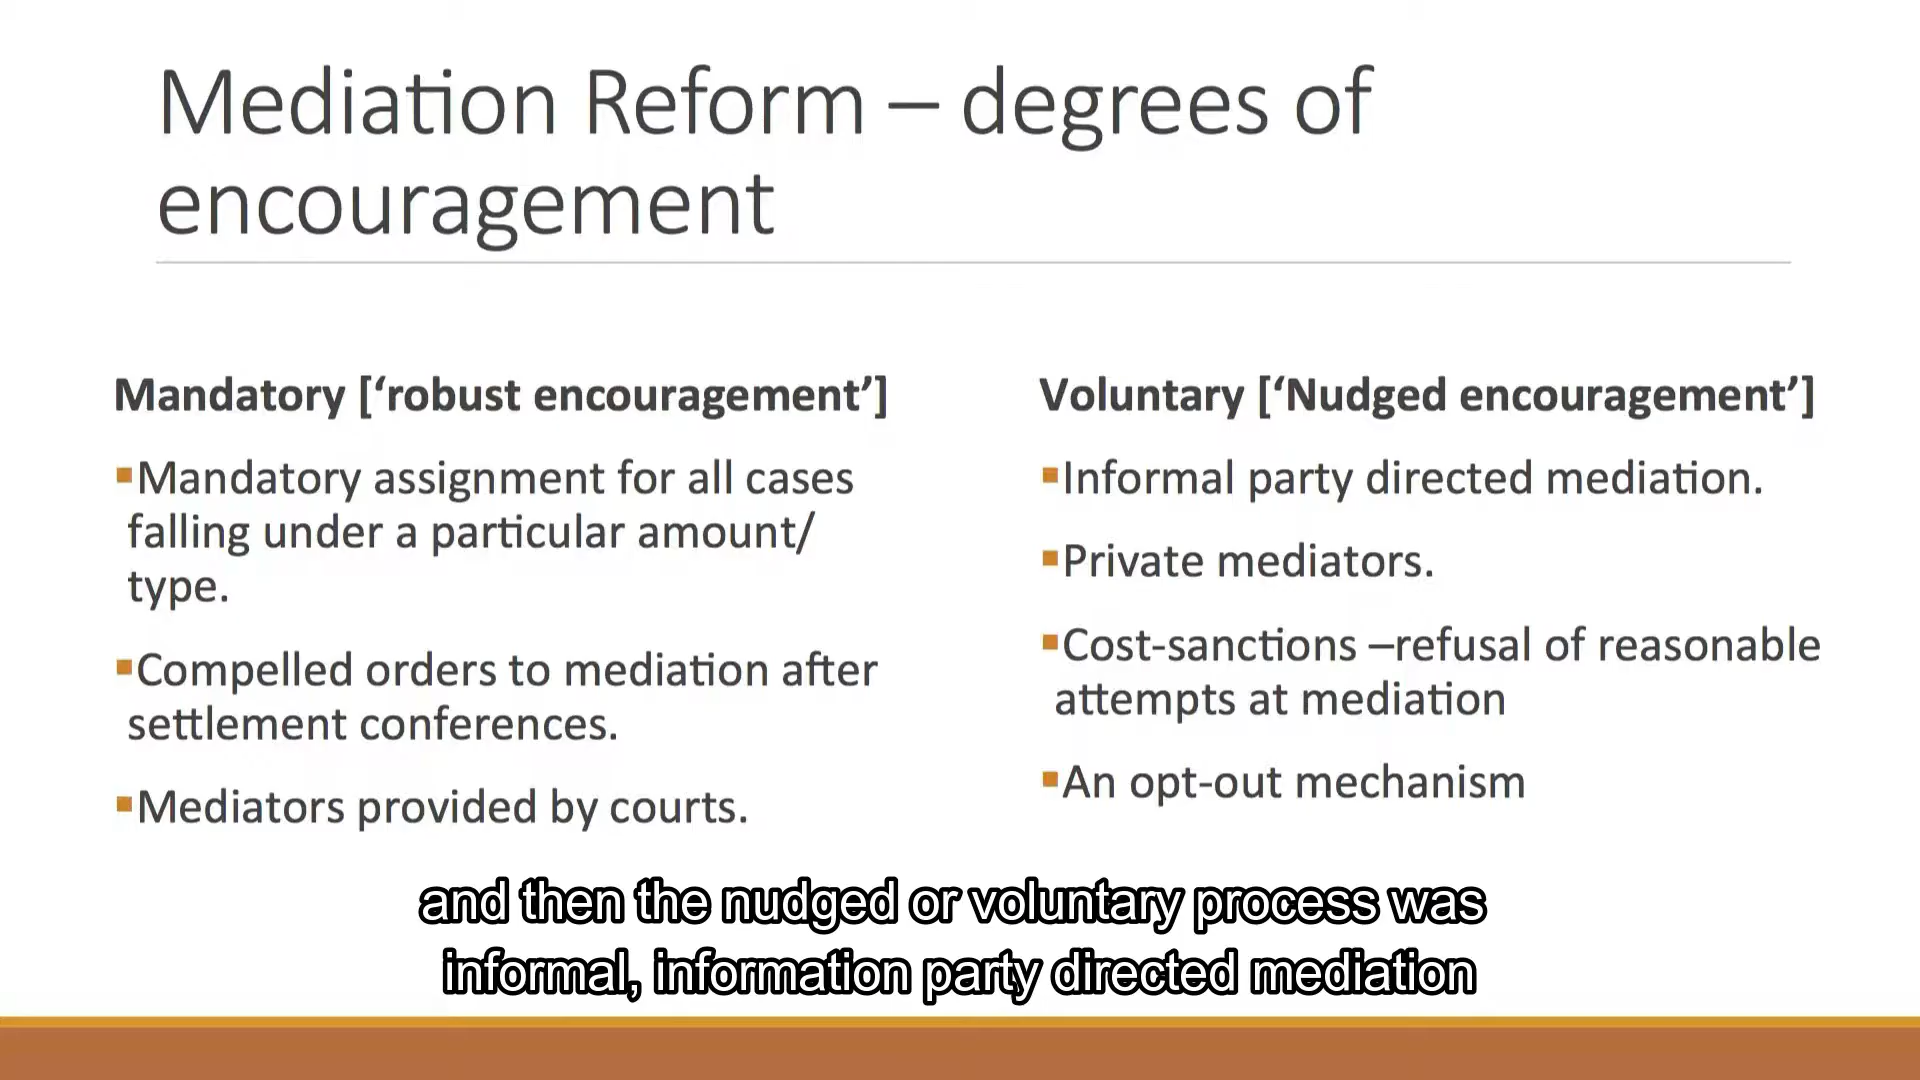 Mediation Reform – degrees of
encouragement
Mandatory [‘robust encouragement’]
▪Mandatory assignment for all cases
falling under a particular amount/
type.
▪Compelled orders to mediation after
settlement conferences.
▪Mediators provided by courts.
Voluntary [‘Nudged encouragement’]
▪Informal party directed mediation.
▪Private mediators.
▪Cost-sanctions –refusal of reasonable
attempts at mediation
▪An opt-out mechanism
and then the nudged or voluntary process was
informal, information party directed mediation